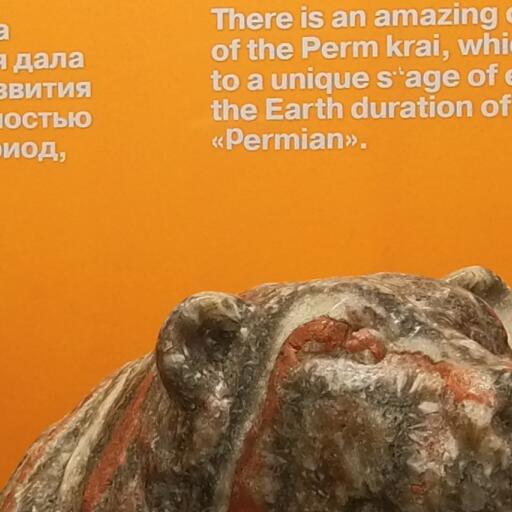 а
я дала
звития
ностью
риод,
There is an amazing
of the Perm krai, whi
to a unique s age of e
the Earth duration of
«Permian».